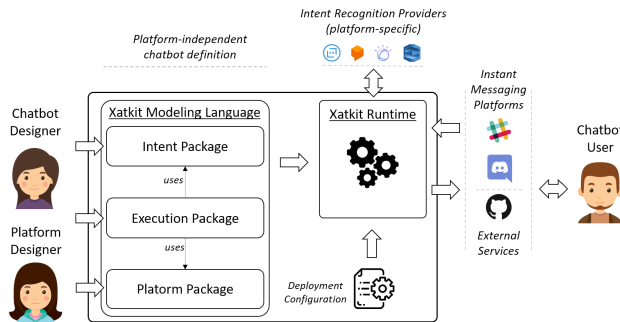 Platform-independent
chatbot definition
Intent Recognition Providers
(platform-specific)
Chatbot
Designer
Platform
Designer
Xatkit Modeling Language
Intent Package
uses
Execution Package
uses
Platorm Package
Xatkit Runtime
Deployment
Configuration
Instant
Messaging
Platforms
External
Services
Chatbot
User